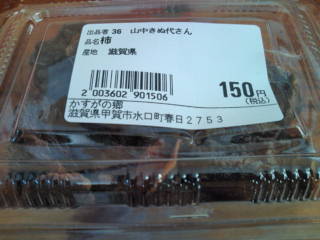 出品者 36 山中きぬ代さん
品名 柿
産地 滋賀県
150円
(税込)
2 003602 901506
かすがの郷
滋賀県甲賀市水口町春日2753